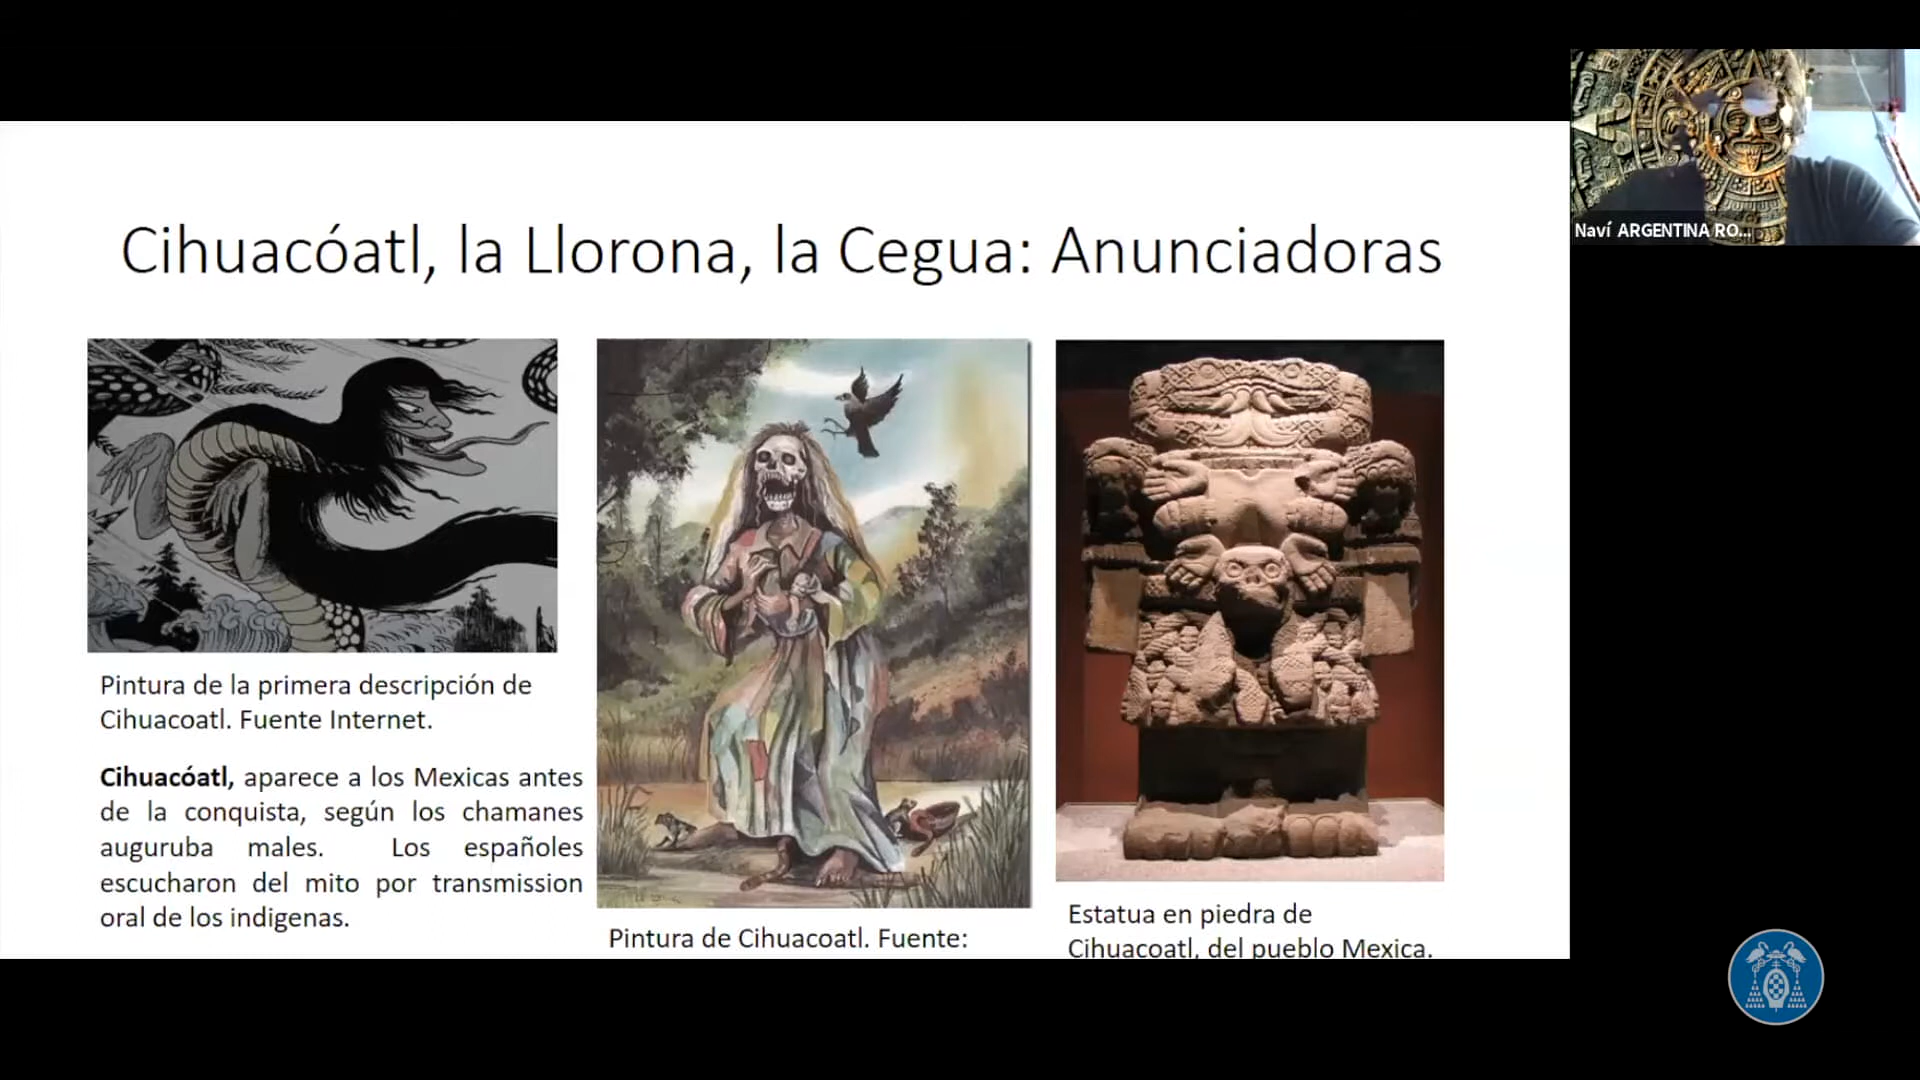 Cihuacóatl, la Llorona, la Cegua: Anunciadoras
Naví ARGENTINA RO...
Pintura de la primera descripción de
Cihuacoatl. Fuente Internet.
Cihuacóatl, aparece a los Mexicas antes
de la conquista, según los chamanes
auguruba males. Los españoles
escucharon del mito por transmission
oral de los indigenas.
Pintura de Cihuacoatl. Fuente:
Estatua en piedra de
Cihuacoatl, del pueblo Mexica.